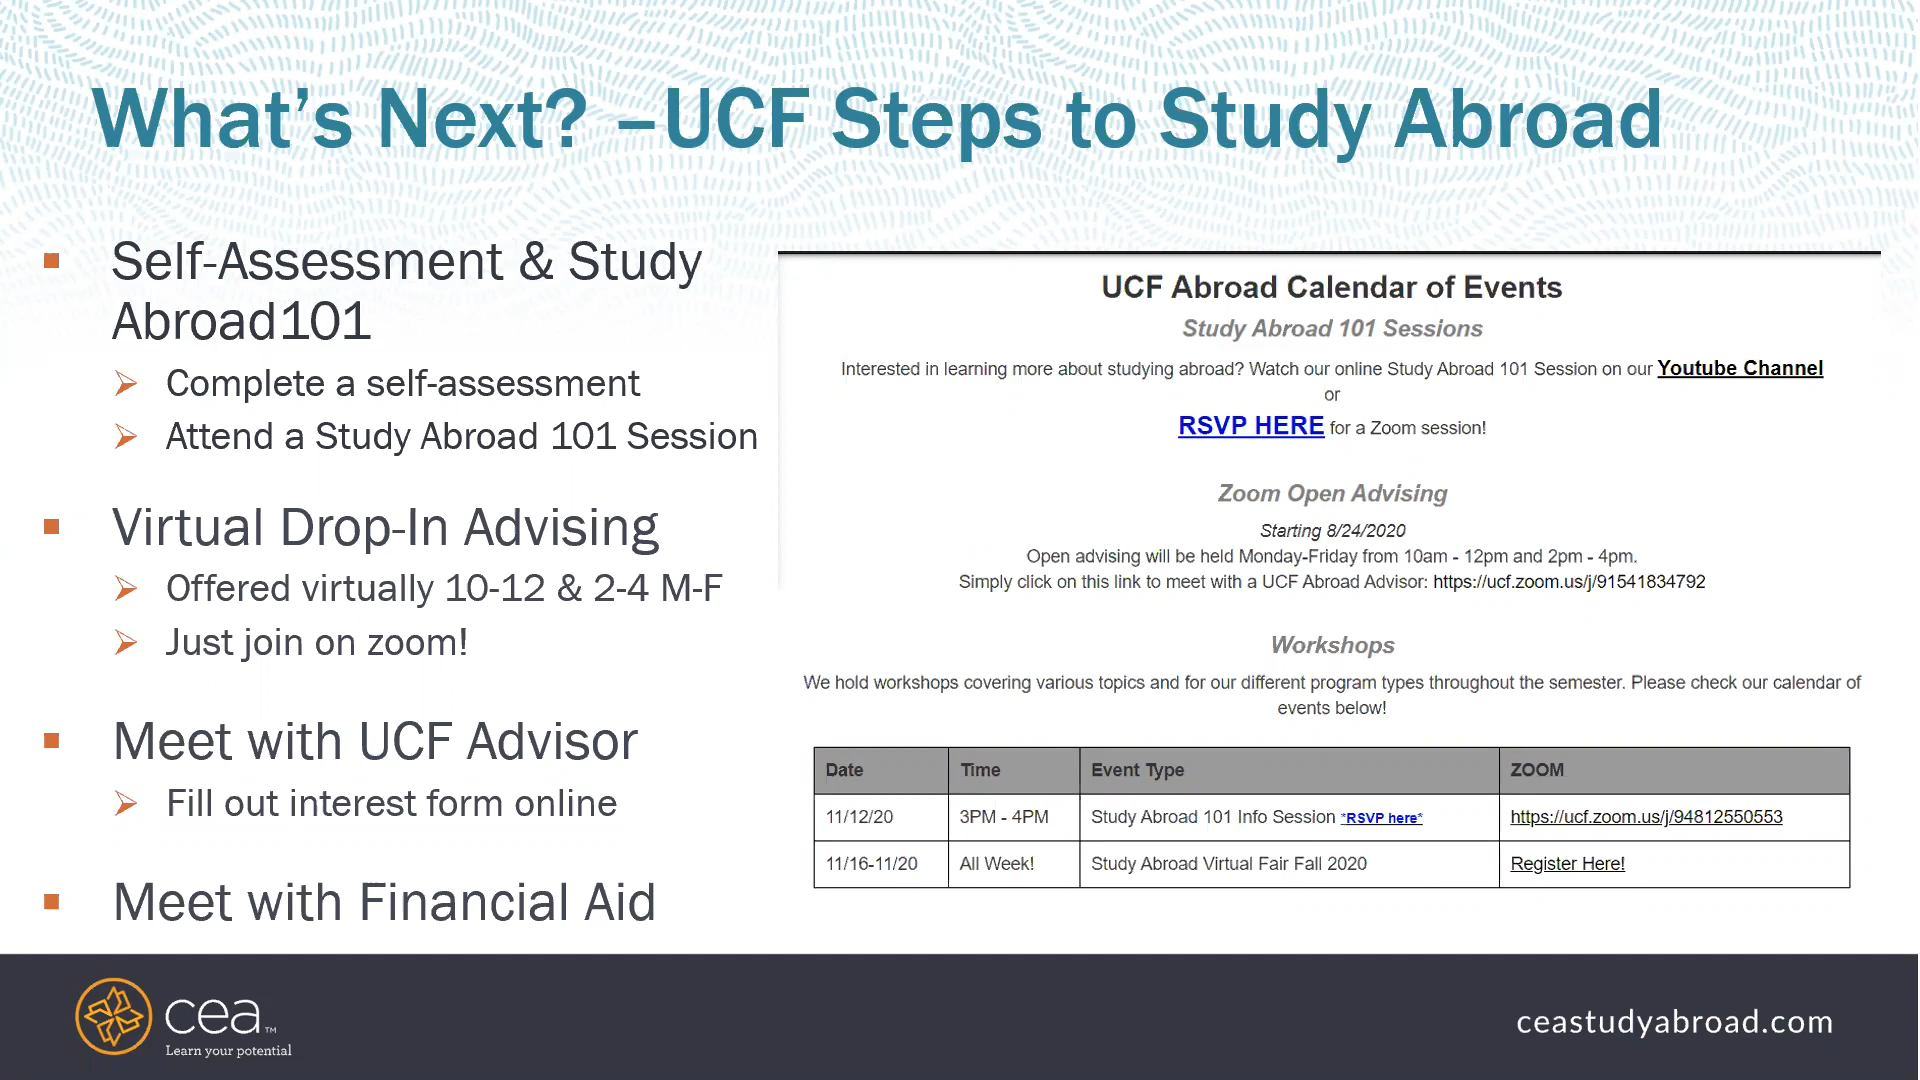 What’s Next? –UCF Steps to Study Abroad
Self-Assessment & Study
Abroad101
Complete a self-assessment
Attend a Study Abroad 101 Session
Virtual Drop-In Advising
Offered virtually 10-12 & 2-4 M-F
Just join on zoom!
Meet with UCF Advisor
Fill out interest form online
Meet with Financial Aid
UCF Abroad Calendar of Events
Study Abroad 101 Sessions
Interested in learning more about studying abroad? Watch our online Study Abroad 101 Session on our Youtube Channel
or
RSVP HERE for a Zoom session!
Zoom Open Advising
Starting 8/24/2020
Open advising will be held Monday-Friday from 10am - 12pm and 2pm - 4pm.
Simply click on this link to meet with a UCF Abroad Advisor: https://ucf.zoom.us/j/91541834792
Workshops
We hold workshops covering various topics and for our different program types throughout the semester. Please check our calendar of
events below!
Date Time Event Type ZOOM
11/12/20 3PM - 4PM Study Abroad 101 Info Session *RSVP here* https://ucf.zoom.us/j/94812550553
11/16-11/20 All Week! Study Abroad Virtual Fair Fall 2020 Register Here!
cea™
Learn your potential
ceastudyabroad.com